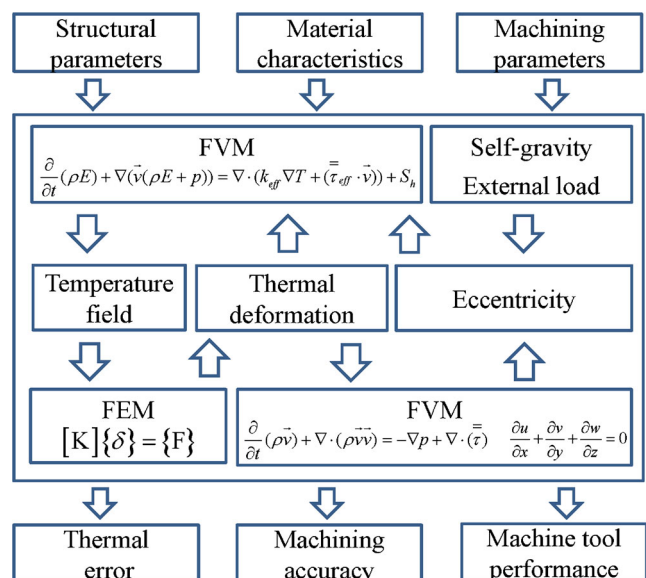 Structural
parameters
Material
characteristics
Machining
parameters
FVM
∂/∂t(ρE) + ∇(v⃗(ρE + p)) = ∇·(k_eff ∇T + (τ̿_eff · v⃗)) + S_h
Self-gravity
External load
Temperature
field
Thermal
deformation
Eccentricity
FEM
[K]{δ} = {F}
FVM
∂/∂t(ρv⃗) + ∇·(ρv⃗v⃗) = −∇p + ∇·(τ̿) ∂u/∂x + ∂v/∂y + ∂w/∂z = 0
Thermal
error
Machining
accuracy
Machine tool
performance